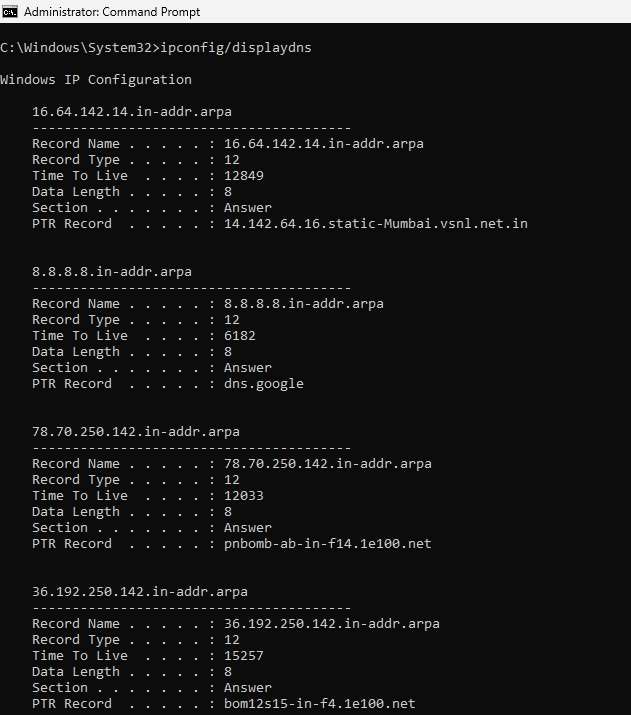 Administrator: Command Prompt
C:\Windows\System32>ipconfig/displaydns
Windows IP Configuration
16.64.142.14.in-addr.arpa
----------------------------------------
Record Name . . . . . : 16.64.142.14.in-addr.arpa
Record Type . . . . . : 12
Time To Live  . . . . : 12849
Data Length . . . . . : 8
Section . . . . . . . : Answer
PTR Record  . . . . . : 14.142.64.16.static-Mumbai.vsnl.net.in
8.8.8.8.in-addr.arpa
----------------------------------------
Record Name . . . . . : 8.8.8.8.in-addr.arpa
Record Type . . . . . : 12
Time To Live  . . . . : 6182
Data Length . . . . . : 8
Section . . . . . . . : Answer
PTR Record  . . . . . : dns.google
78.70.250.142.in-addr.arpa
----------------------------------------
Record Name . . . . . : 78.70.250.142.in-addr.arpa
Record Type . . . . . : 12
Time To Live  . . . . : 12033
Data Length . . . . . : 8
Section . . . . . . . : Answer
PTR Record  . . . . . : pnbomb-ab-in-f14.1e100.net
36.192.250.142.in-addr.arpa
----------------------------------------
Record Name . . . . . : 36.192.250.142.in-addr.arpa
Record Type . . . . . : 12
Time To Live  . . . . : 15257
Data Length . . . . . : 8
Section . . . . . . . : Answer
PTR Record  . . . . . : bom12s15-in-f4.1e100.net